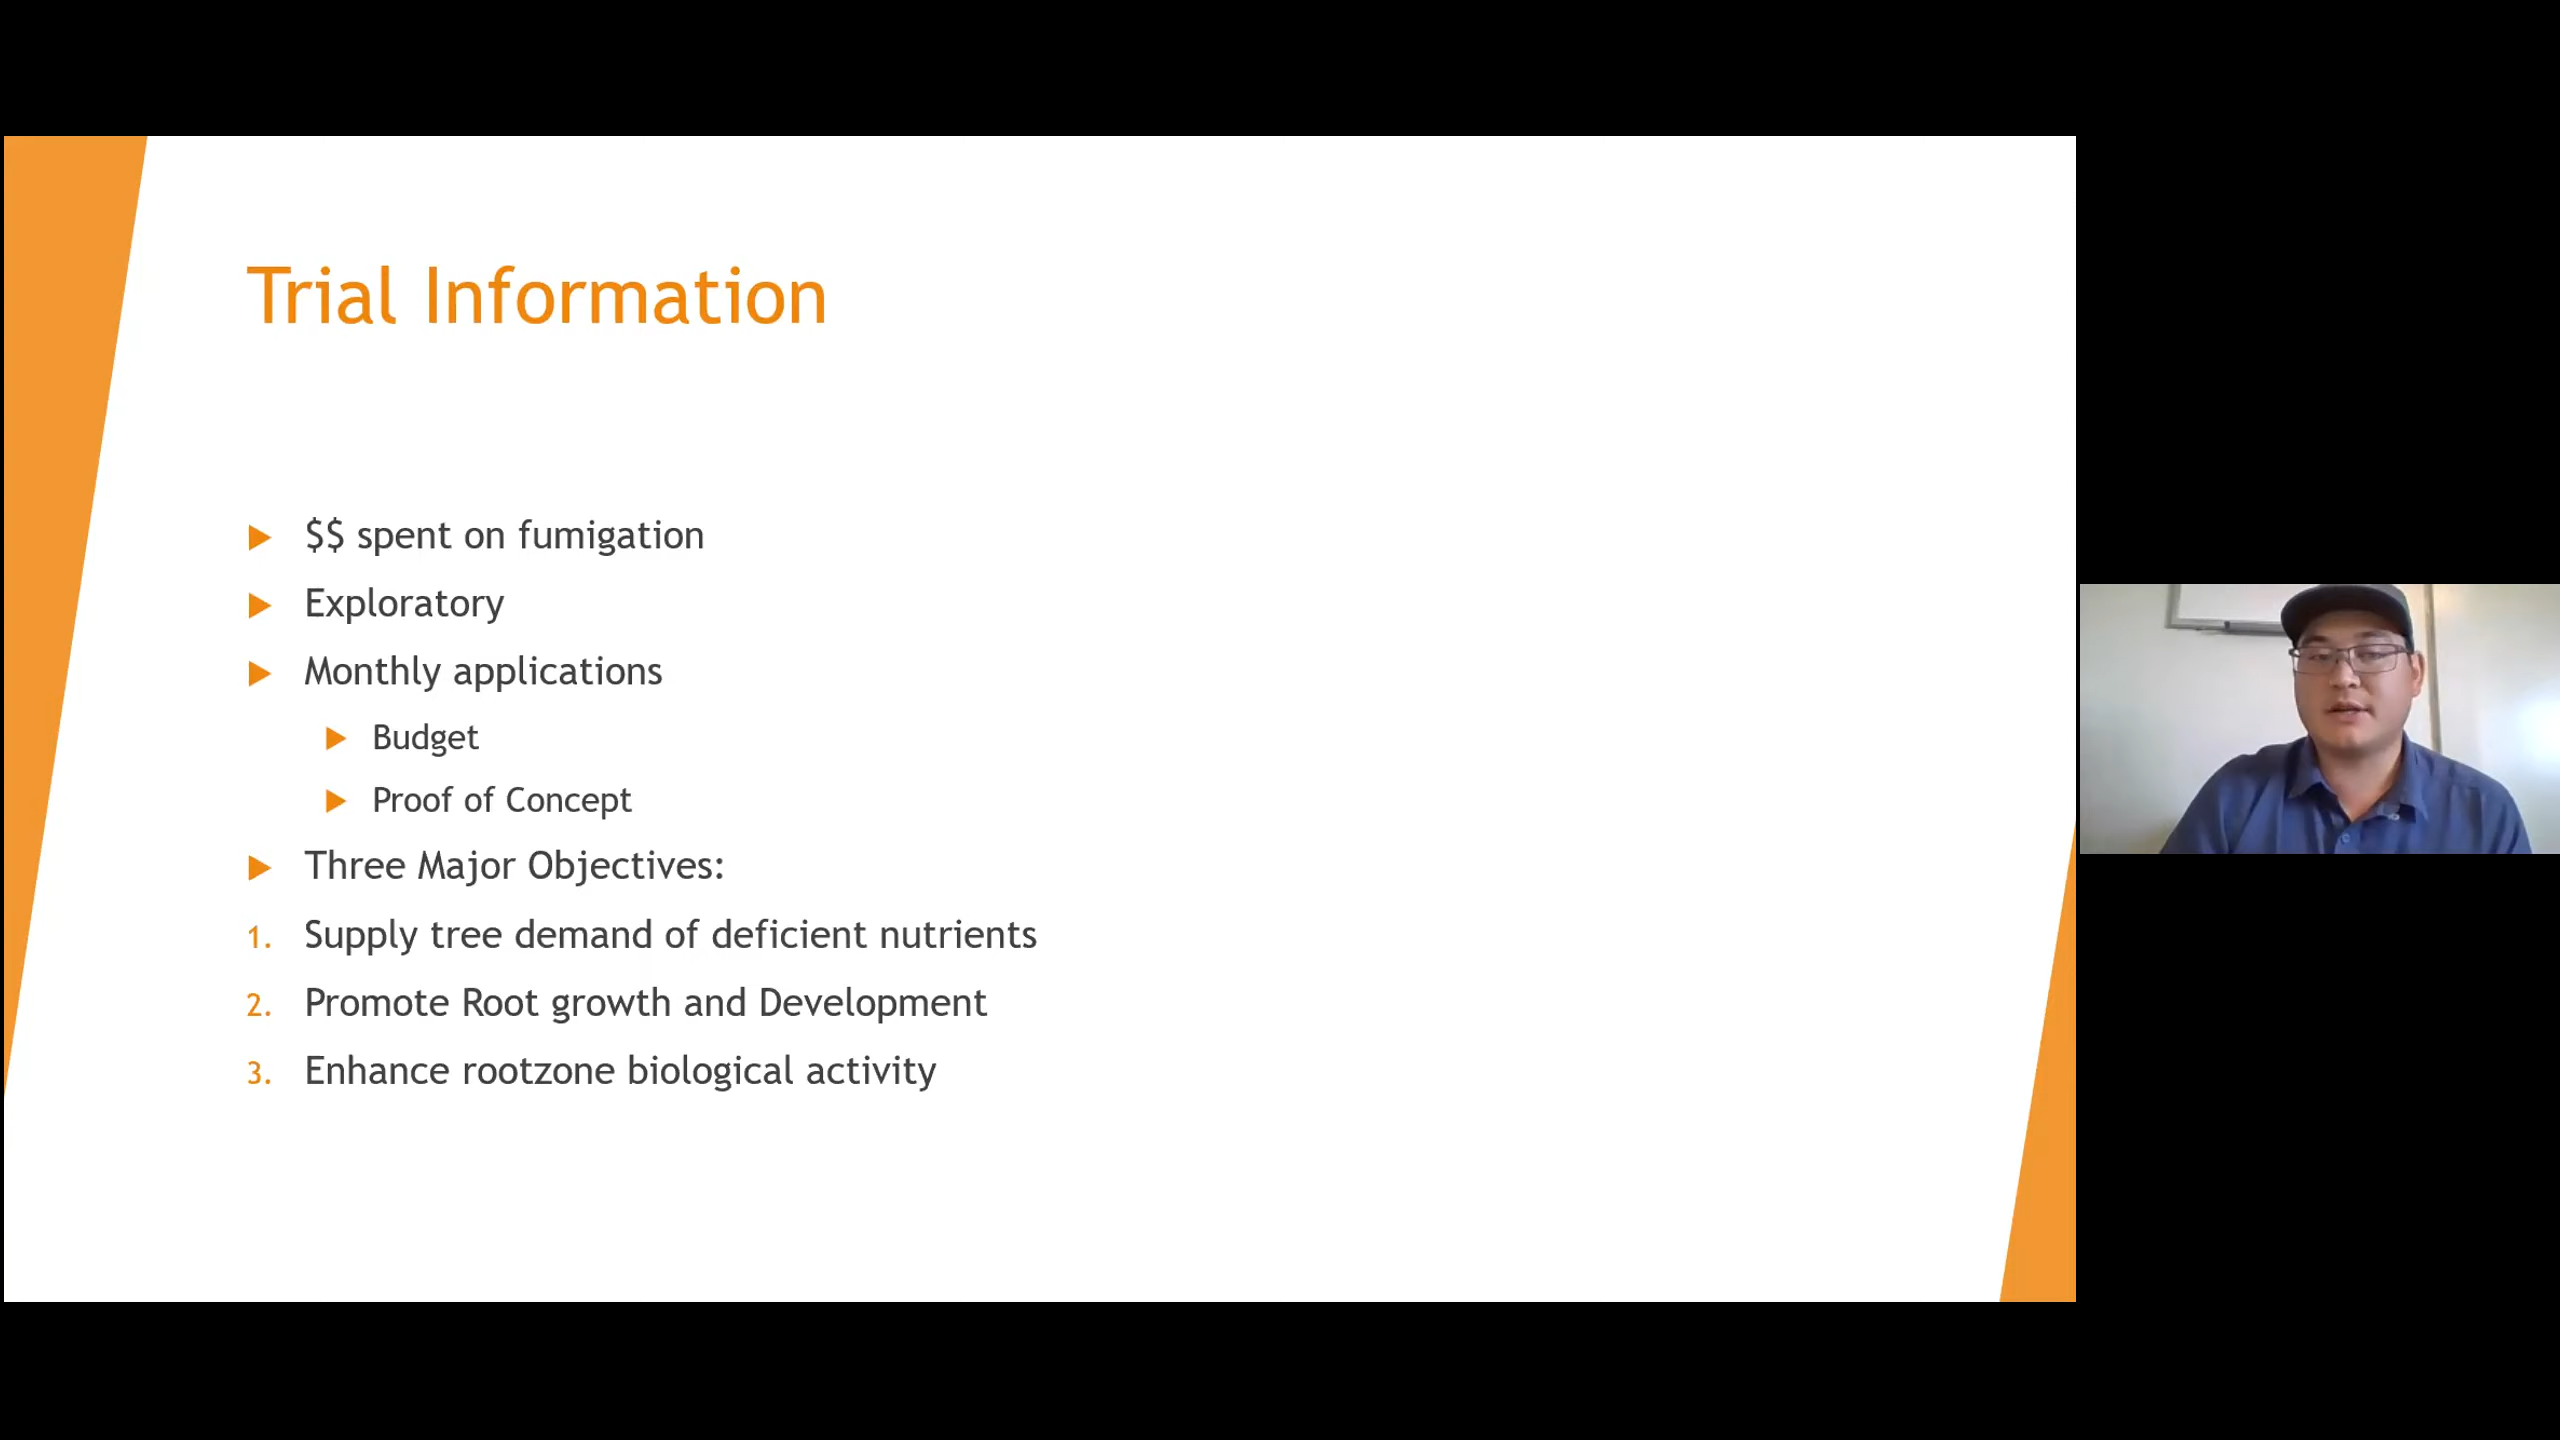 Trial Information
$$ spent on fumigation
Exploratory
Monthly applications
Budget
Proof of Concept
Three Major Objectives:
1. Supply tree demand of deficient nutrients
2. Promote Root growth and Development
3. Enhance rootzone biological activity